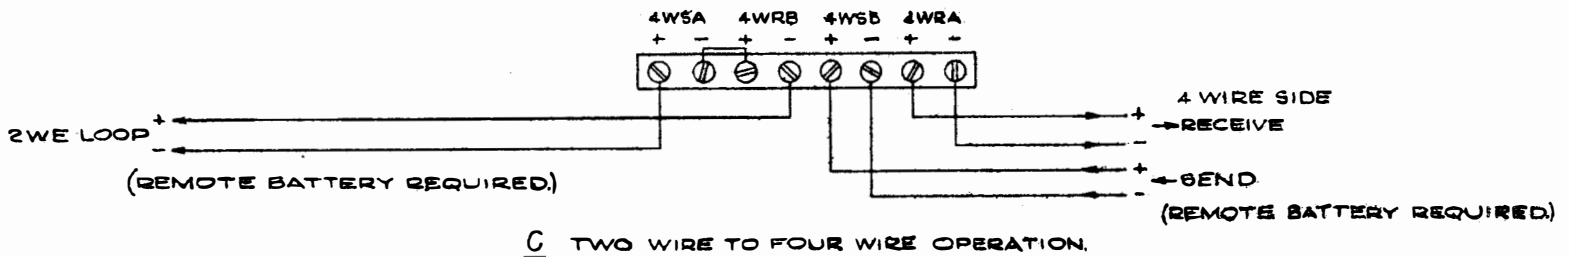 4WSA 4WRB 4WSB 4WRA
+ - + - + - + -
4 WIRE SIDE
+
RECEIVE
-
+
SEND
-
(REMOTE BATTERY REQUIRED.)
2WE LOOP
+
-
(REMOTE BATTERY REQUIRED.)
C TWO WIRE TO FOUR WIRE OPERATION.